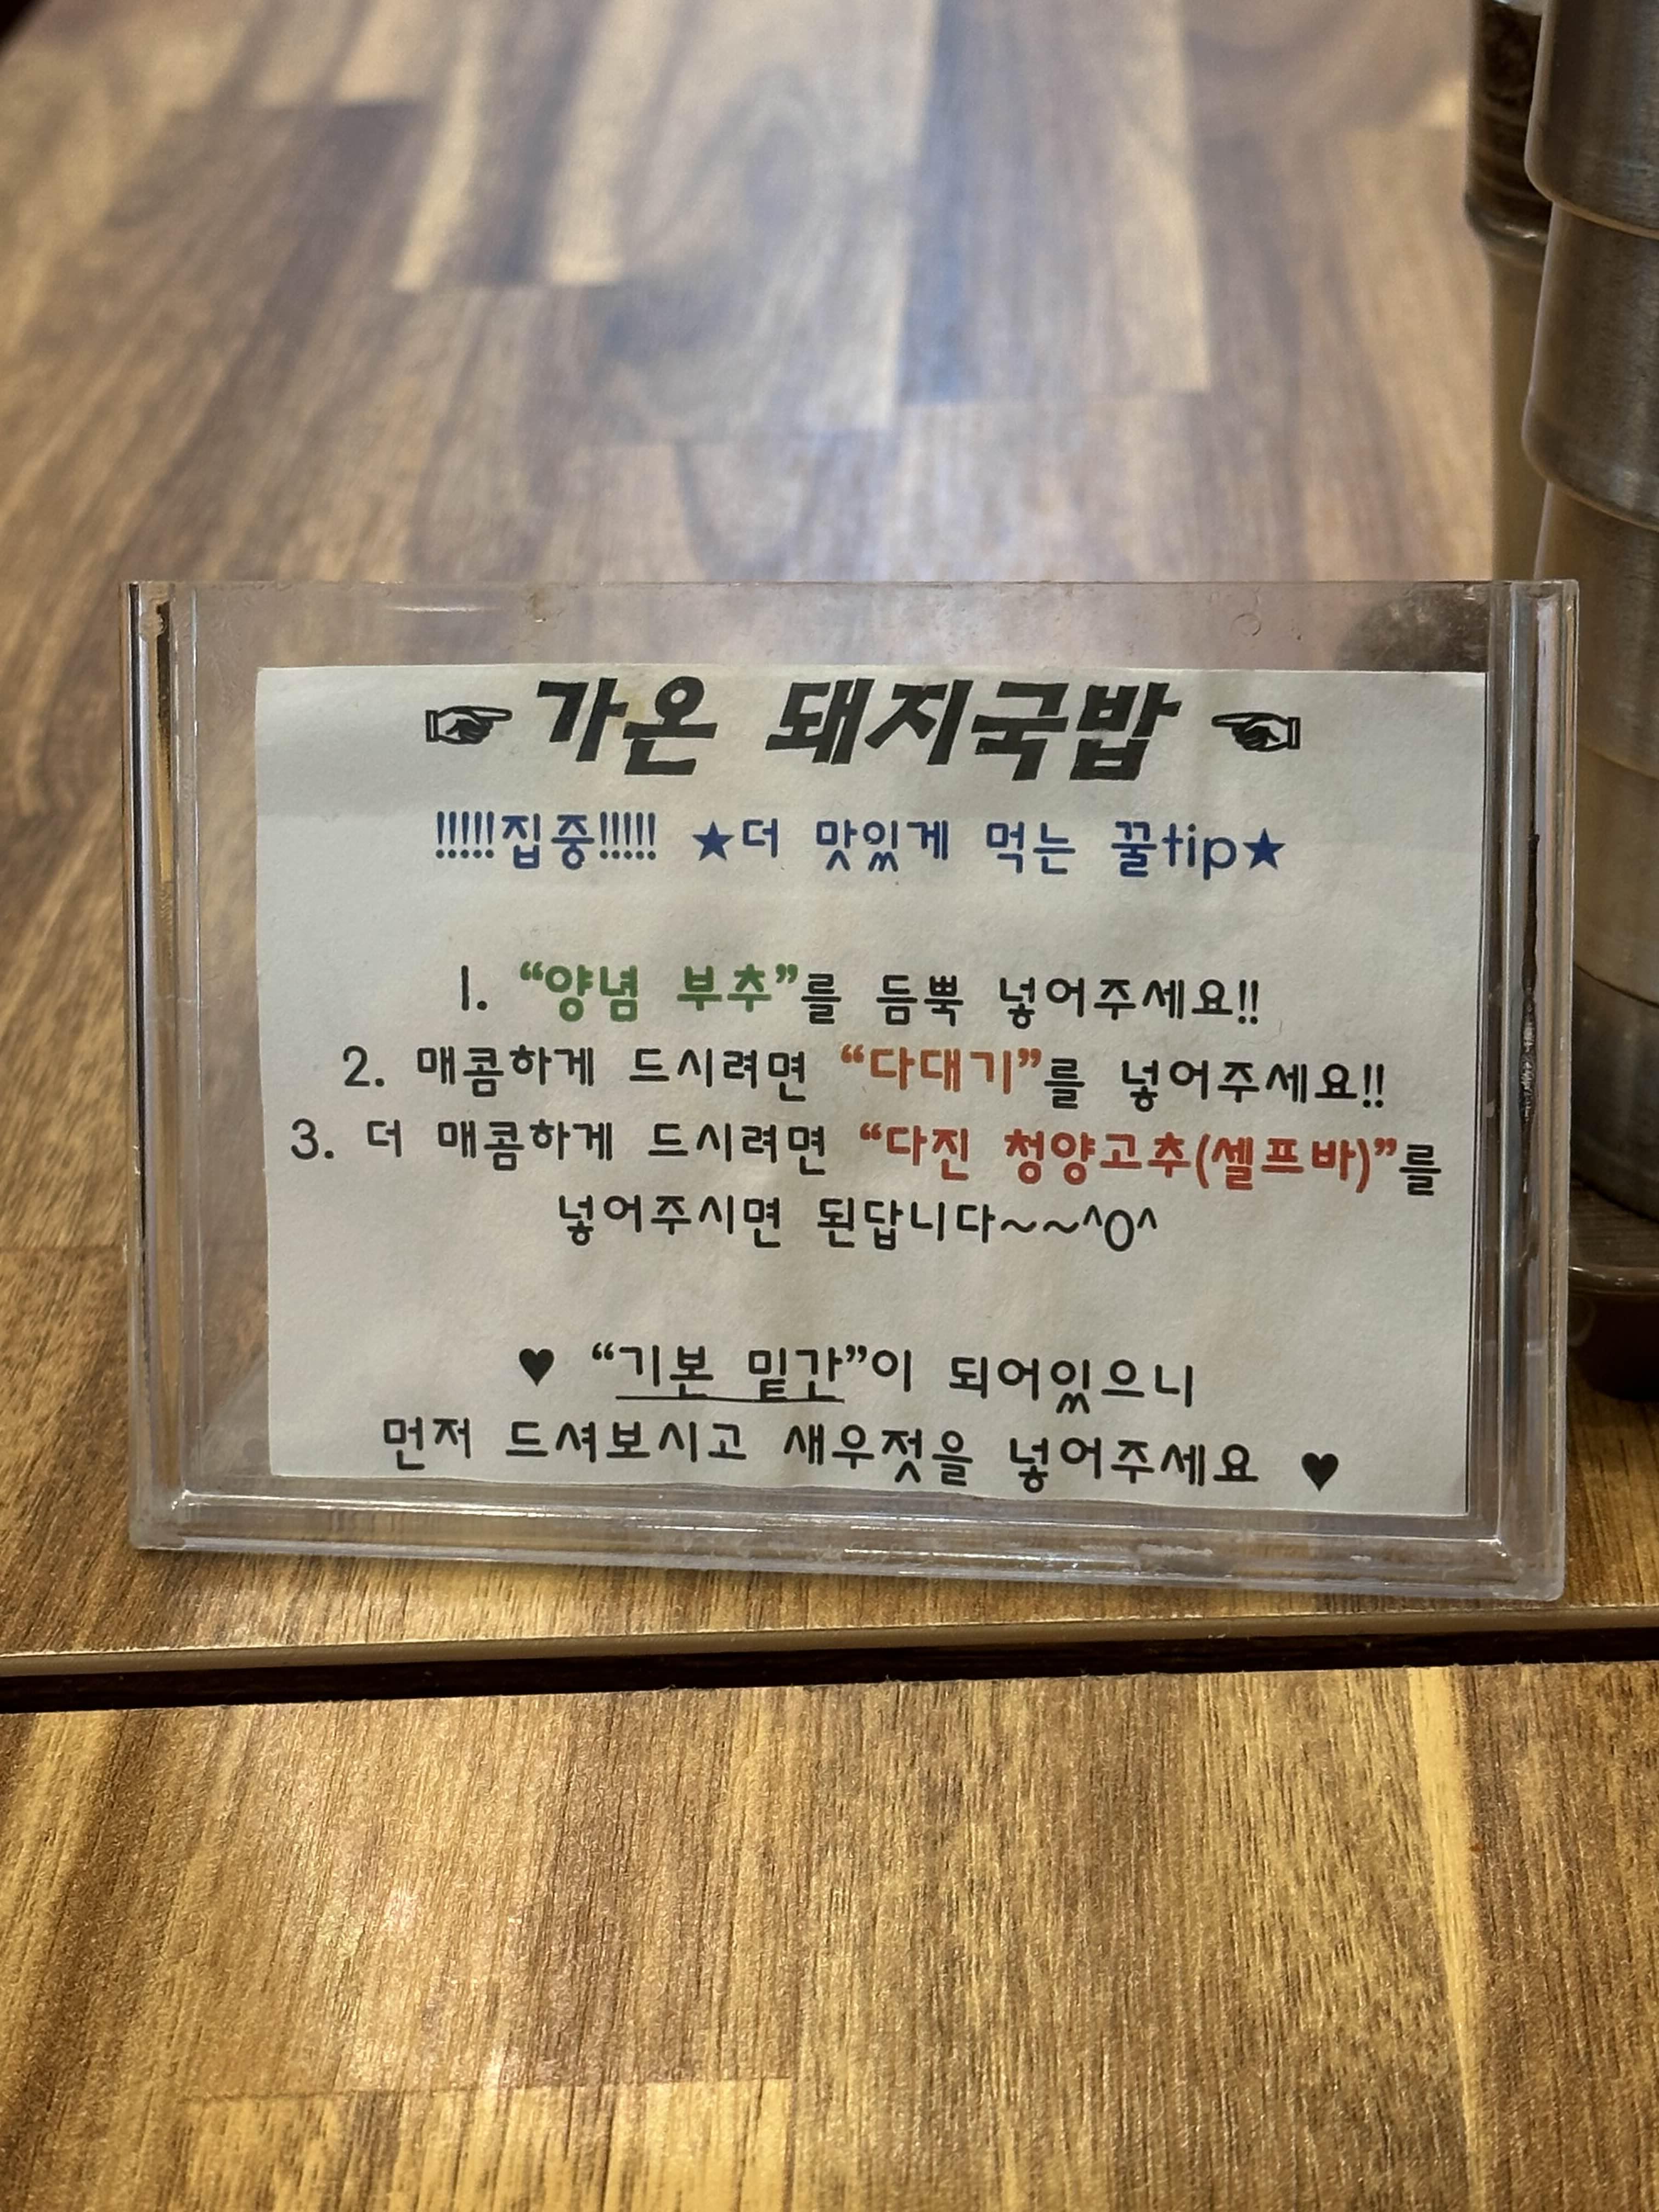 ☞ 가온 돼지국밥 ☜
!!!!!집중!!!!! ★더 맛있게 먹는 꿀tip★
1. “양념 부추”를 듬뿍 넣어주세요!!
2. 매콤하게 드시려면 “다대기”를 넣어주세요!!
3. 더 매콤하게 드시려면 “다진 청양고추(셀프바)”를
넣어주시면 된답니다~~^0^
♥ “기본 밑간”이 되어있으니
먼저 드셔보시고 새우젓을 넣어주세요 ♥